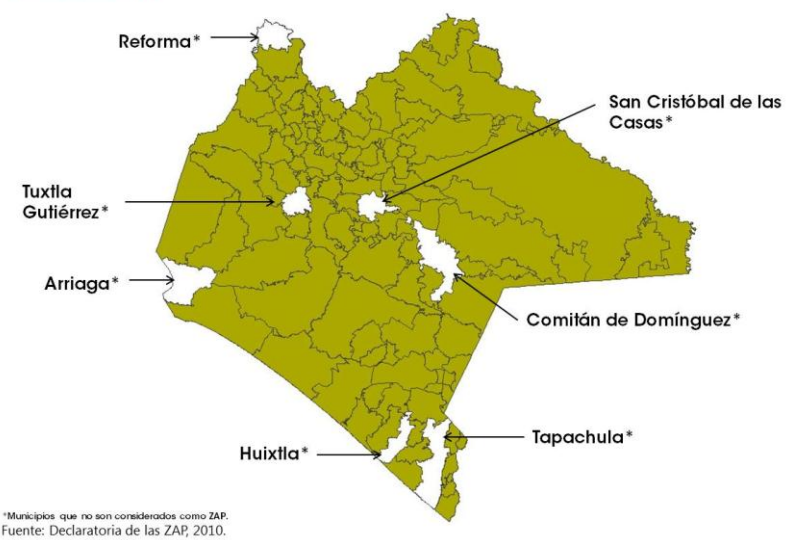 Reforma*
San Cristóbal de las
Casas*
Tuxtla
Gutiérrez*
Arriaga*
Comitán de Domínguez*
Tapachula*
Huixtla*
*Municipios que no son considerados como ZAP.
Fuente: Declaratoria de las ZAP, 2010.